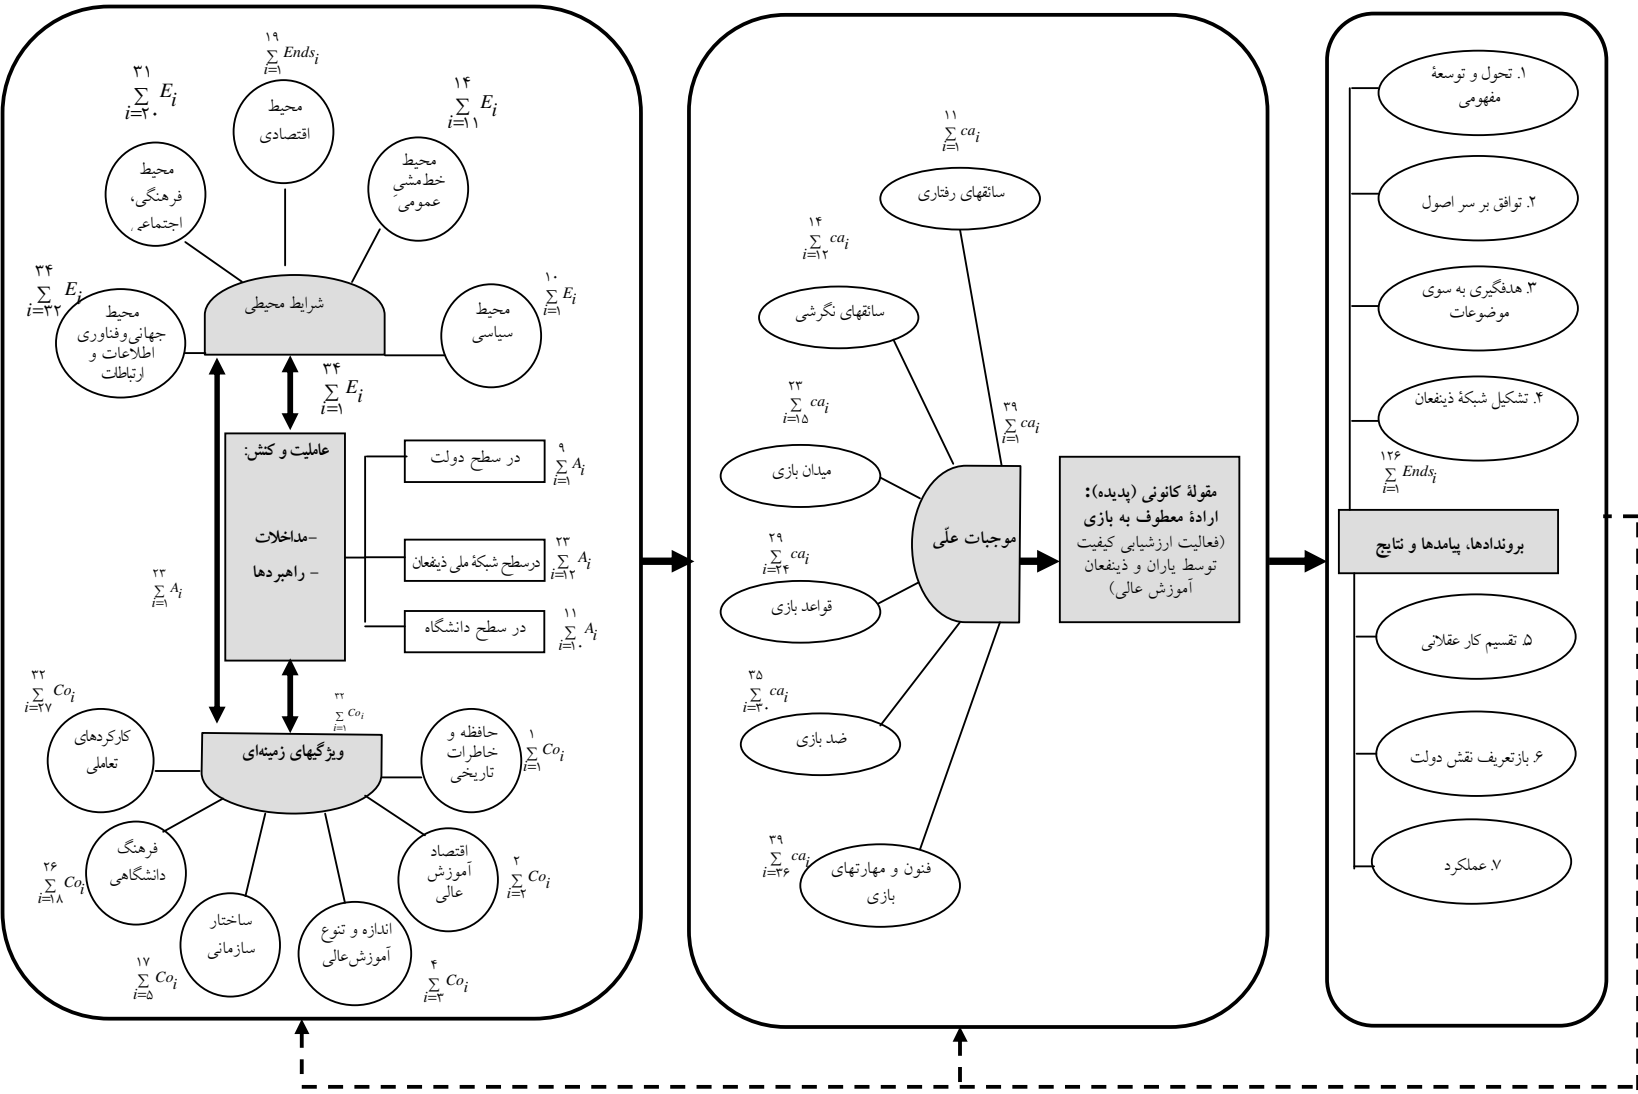 ۱۹
∑ Ends_i
i=۱
محیط
اقتصادی
۳۱
∑ E_i
i=۲۰
محیط
فرهنگی،
اجتماعی
۱۴
∑ E_i
i=۱۱
محیط
خط‌مشیِ
عمومی
۳۴
∑ E_i
i=۳۲
محیط
جهانی‌وفناوری
اطلاعات و
ارتباطات
شرایط محیطی
۱۰
∑ E_i
i=۱
محیط
سیاسی
۳۴
∑ E_i
i=۱
عاملیت و کنش:
-مداخلات
- راهبردها
در سطح دولت
۹
∑ A_i
i=۱
درسطح شبکهٔ ملی ذینفعان
۲۳
∑ A_i
i=۱۲
در سطح دانشگاه
۱۱
∑ A_i
i=۱۰
۲۳
∑ A_i
i=۱
۳۲
∑ Co_i
i=۲۷
کارکردهای
تعاملی
۳۲
∑ Co_i
i=۱
ویژگیهای زمینه‌ای
حافظه و
خاطرات
تاریخی
۱
∑ Co_i
i=۱
فرهنگ
دانشگاهی
۲۶
∑ Co_i
i=۱۸
ساختار
سازمانی
۱۷
∑ Co_i
i=۵
اندازه و تنوع
آموزش‌عالی
۴
∑ Co_i
i=۳
اقتصاد
آموزش
عالی
۲
∑ Co_i
i=۲
۱۱
∑ ca_i
i=۱
سائقهای رفتاری
۱۴
∑ ca_i
i=۱۲
سائقهای نگرشی
۲۳
∑ ca_i
i=۱۵
میدان بازی
۲۹
∑ ca_i
i=۲۴
قواعد بازی
۳۵
∑ ca_i
i=۳۰
ضد بازی
۳۹
∑ ca_i
i=۳۶
فنون و مهارتهای
بازی
۳۹
∑ ca_i
i=۱
موجبات علّی
مقولهٔ کانونی (پدیده):
ارادهٔ معطوف به بازی
(فعالیت ارزشیابی کیفیت
توسط یاران و ذینفعان
آموزش عالی)
۱. تحول و توسعهٔ
مفهومی
۲. توافق بر سر اصول
۳. هدفگیری به سوی
موضوعات
۴. تشکیل شبکهٔ ذینفعان
۱۲۶
∑ Ends_i
i=۱
بروندادها، پیامدها و نتایج
۵. تقسیم کار عقلانی
۶. بازتعریف نقش دولت
۷. عملکرد